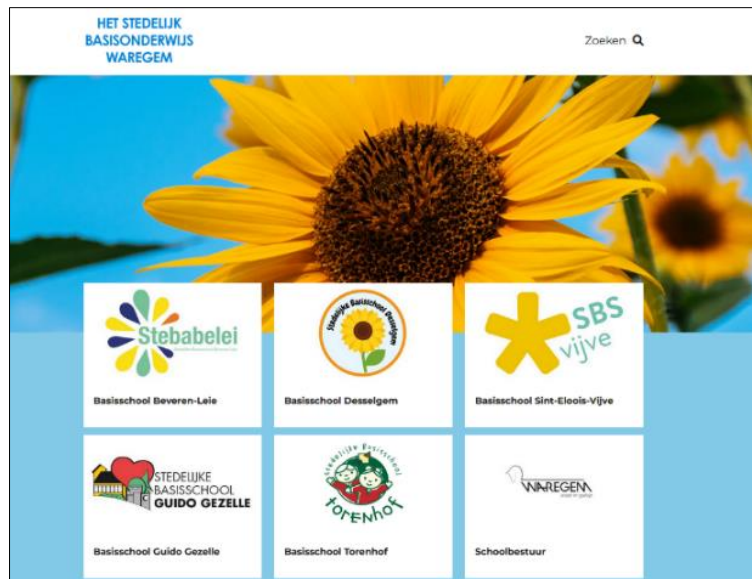 HET STEDELIJK
BASISONDERWIJS
WAREGEM
Zoeken
Stebabelei
Basisschool Beveren-Leie
Stedelijke Basisschool Desselgem
Basisschool Desselgem
SBS
vijve
Basisschool Sint-Eloois-Vijve
STEDELIJKE
BASISSCHOOL
GUIDO GEZELLE
Basisschool Guido Gezelle
Stedelijke Basisschool
TORENHOF
Basisschool Torenhof
WAREGEM
Schoolbestuur